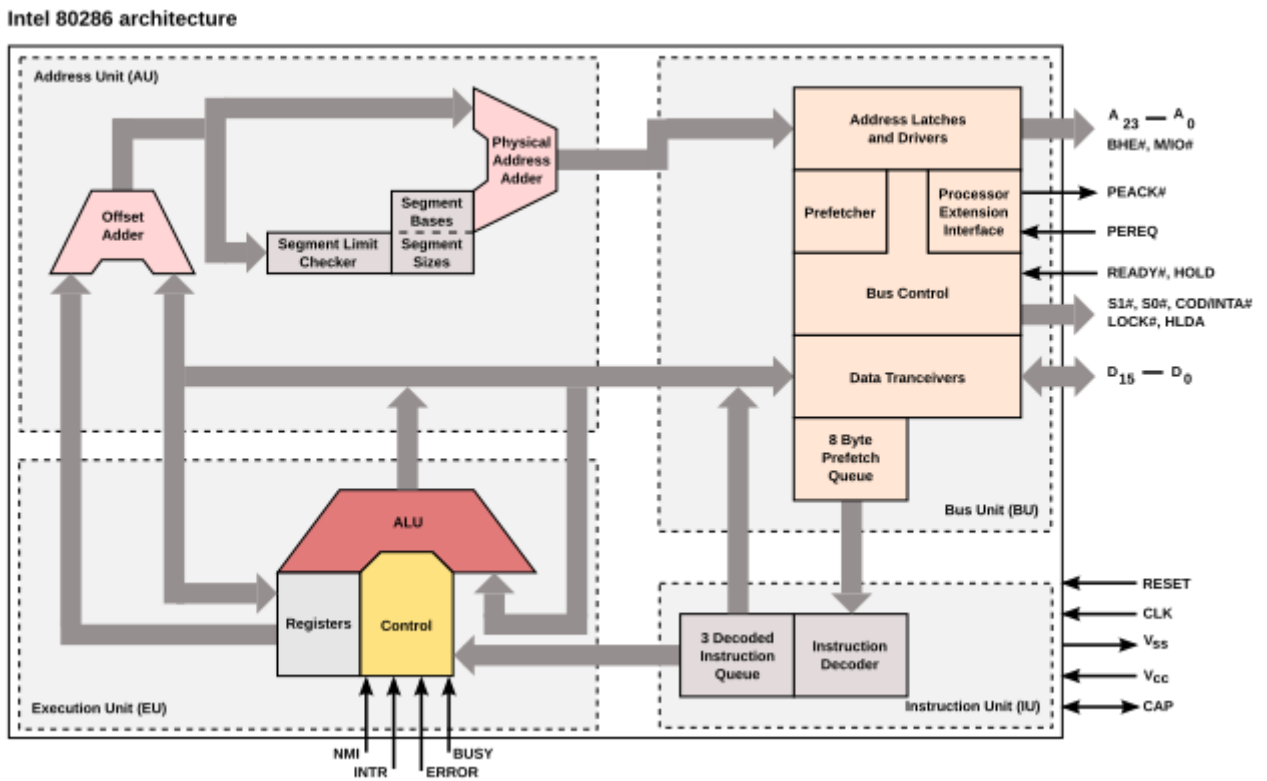 Intel 80286 architecture
Address Unit (AU)
Physical
Address
Adder
Offset
Adder
Segment
Bases
Segment Limit
Checker
Segment
Sizes
Address Latches
and Drivers
Prefetcher
Processor
Extension
Interface
Bus Control
Data Tranceivers
8 Byte
Prefetch
Queue
Bus Unit (BU)
A23 — A0
BHE#, M/IO#
PEACK#
PEREQ
READY#, HOLD
S1#, S0#, COD/INTA#
LOCK#, HLDA
D15 — D0
ALU
Registers
Control
Execution Unit (EU)
3 Decoded
Instruction
Queue
Instruction
Decoder
Instruction Unit (IU)
RESET
CLK
VSS
VCC
CAP
NMI
BUSY
INTR
ERROR